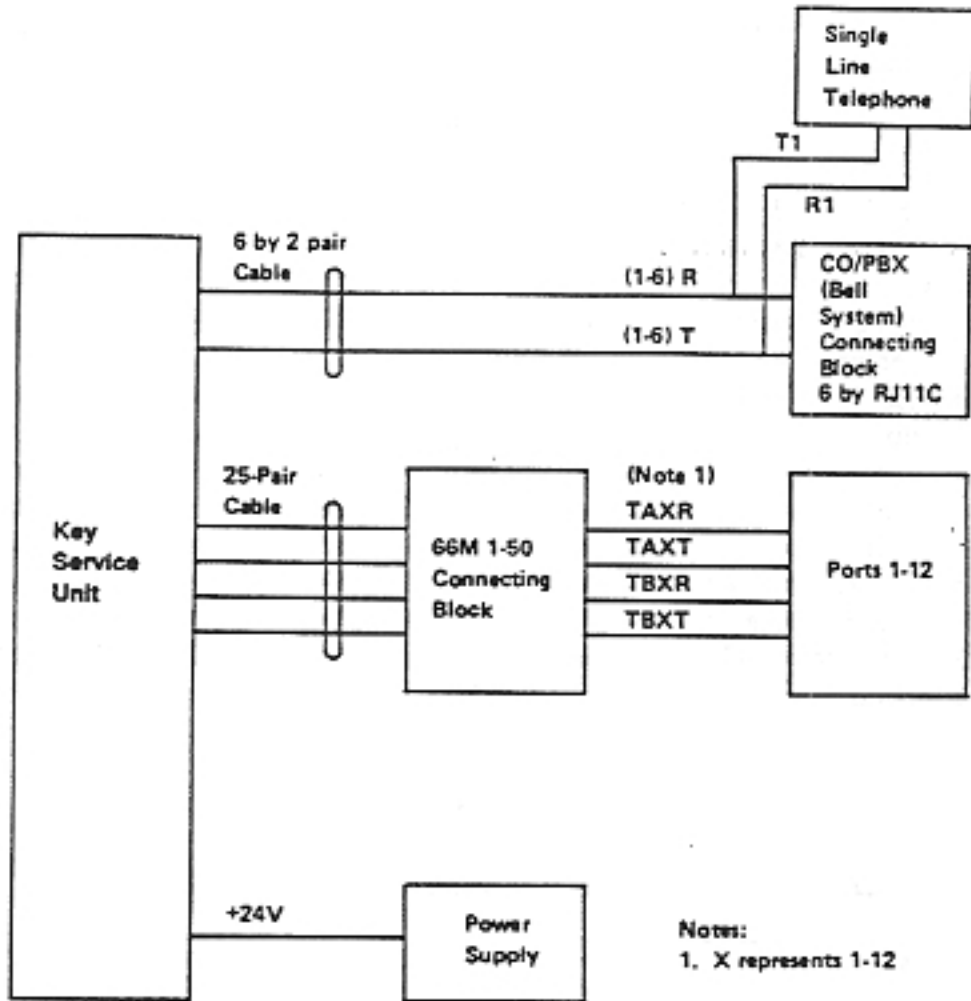 Single
Line
Telephone
T1
R1
6 by 2 pair
Cable
(1-6) R
(1-6) T
CO/PBX
(Bell
System)
Connecting
Block
6 by RJ11C
Key
Service
Unit
25-Pair
Cable
66M 1-50
Connecting
Block
(Note 1)
TAXR
TAXT
TBXR
TBXT
Ports 1-12
+24V
Power
Supply
Notes:
1. X represents 1-12